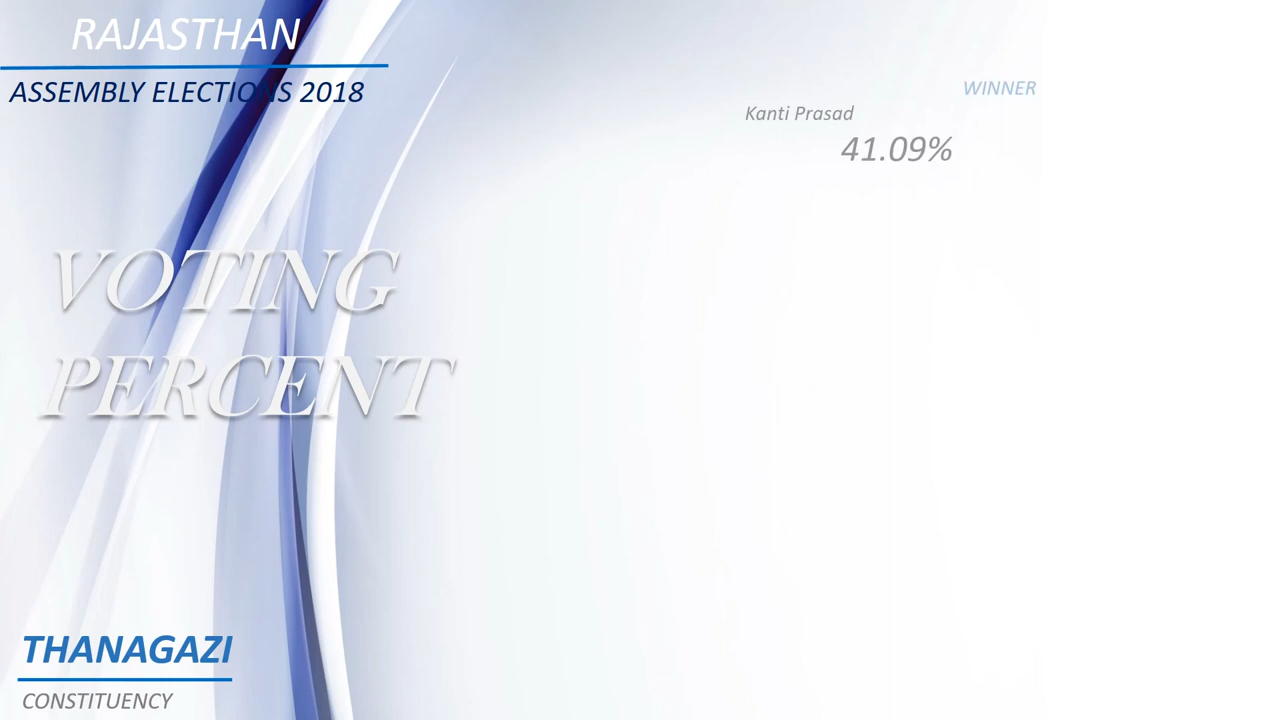 RAJASTHAN
ASSEMBLY ELECTIONS 2018
WINNER
Kanti Prasad
41.09%
VOTING
PERCENT
THANAGAZI
CONSTITUENCY